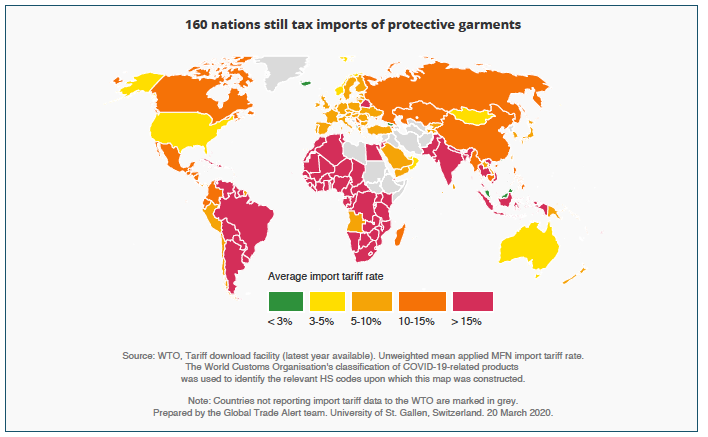 160 nations still tax imports of protective garments
Average import tariff rate
< 3%
3-5%
5-10%
10-15%
> 15%
Source: WTO, Tariff download facility (latest year available). Unweighted mean applied MFN import tariff rate.
The World Customs Organisation's classification of COVID-19-related products
was used to identify the relevant HS codes upon which this map was constructed.
Note: Countries not reporting import tariff data to the WTO are marked in grey.
Prepared by the Global Trade Alert team. University of St. Gallen, Switzerland. 20 March 2020.